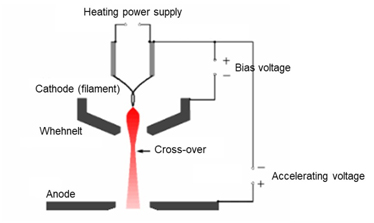 Heating power supply
+
Bias voltage
−
Cathode (filament)
Whehnelt
Cross-over
−
Accelerating voltage
+
Anode